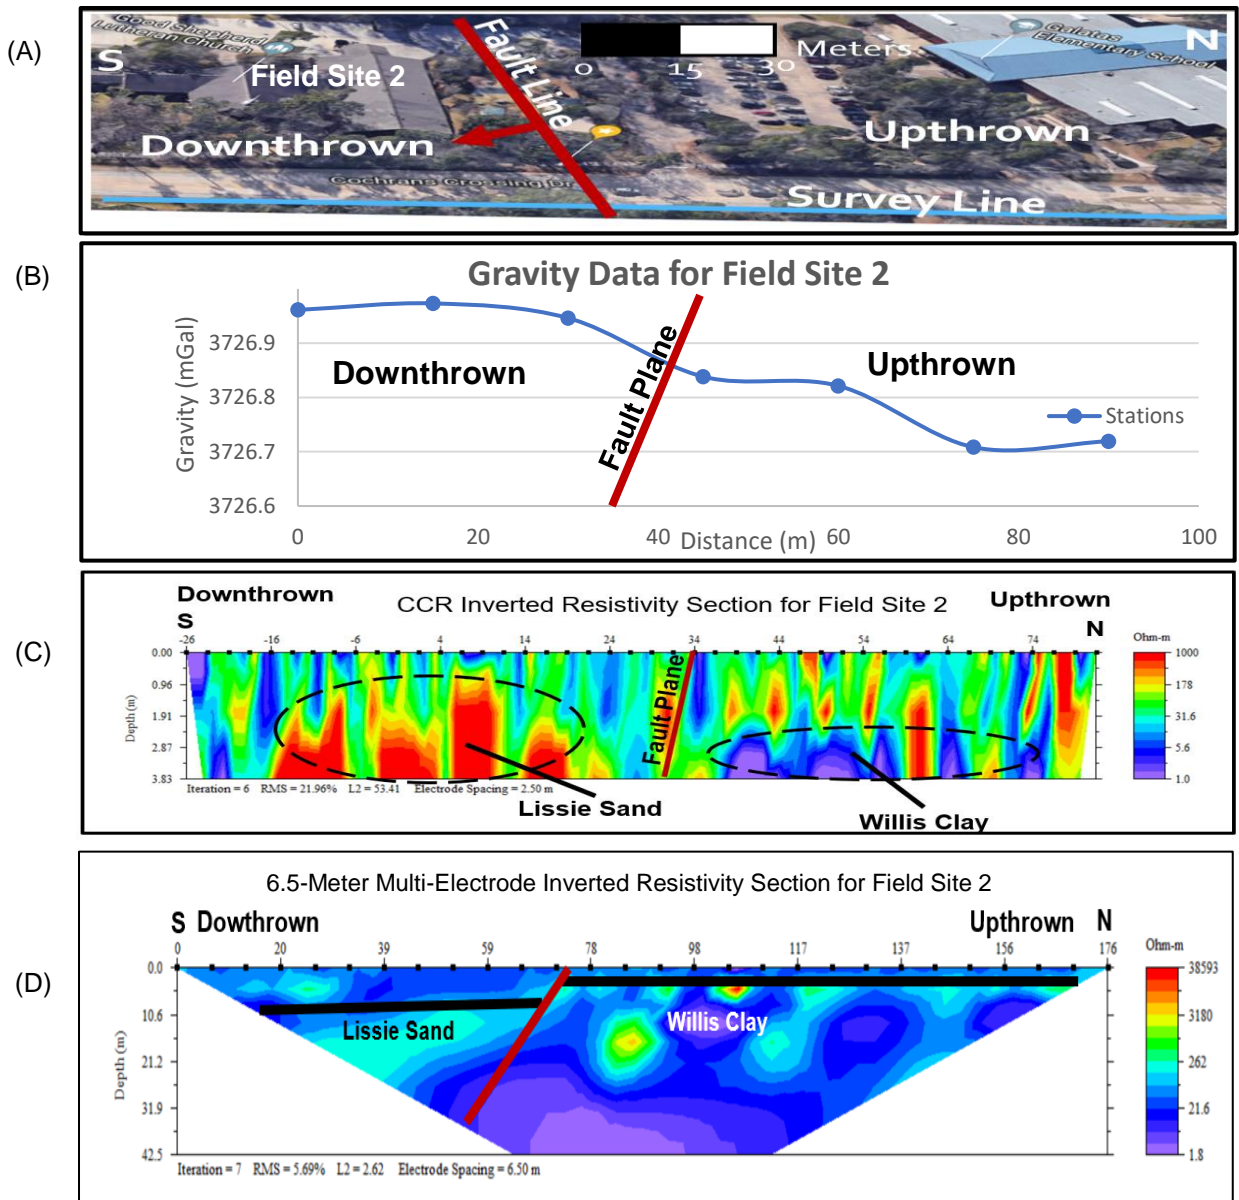 (A)
Good Shepherd
Lutheran Church
S
Field Site 2
Fault Line
Meters
0 15 30
Galatas
Elementary School
N
Downthrown
Upthrown
Cochrans Crossing Dr
Survey Line
(B)
Gravity Data for Field Site 2
Gravity (mGal)
3726.9
3726.8
3726.7
3726.6
Downthrown
Fault Plane
Upthrown
Stations
0 20 40 60 80 100
Distance (m)
(C)
Downthrown
S
CCR Inverted Resistivity Section for Field Site 2
Upthrown
N
-26 -16 -6 4 14 24 34 44 54 64 74
Ohm-m
Depth (m)
0.00
0.96
1.91
2.87
3.83
Fault Plane
1000
178
31.6
5.6
1.0
Iteration = 6 RMS = 21.96% L2 = 53.41 Electrode Spacing = 2.50 m
Lissie Sand
Willis Clay
(D)
6.5-Meter Multi-Electrode Inverted Resistivity Section for Field Site 2
S Dowthrown
Upthrown N
0 20 39 59 78 98 117 137 156 176
Ohm-m
Depth (m)
0.0
10.6
21.2
31.9
42.5
Lissie Sand
Willis Clay
38593
3180
262
21.6
1.8
Iteration = 7 RMS = 5.69% L2 = 2.62 Electrode Spacing = 6.50 m